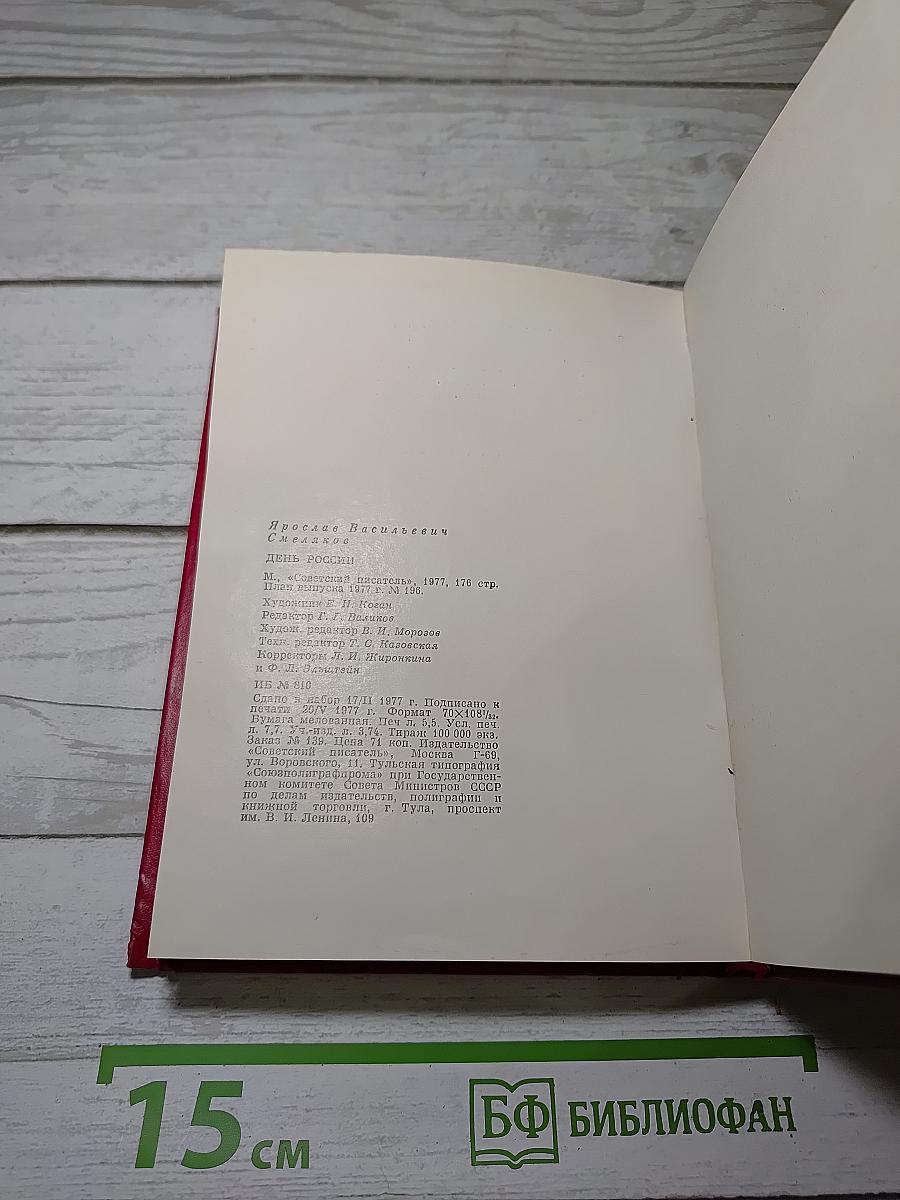 Ярослав Васильевич
Смеляков
ДЕНЬ РОССИИ
М., «Советский писатель», 1977, 176 стр.
План выпуска 1977 г. № 196.
Художник Е. И. Коган
Редактор Г. Г. Валиков
Худож. редактор В. И. Морозов
Техн. редактор Т. С. Казовская
Корректоры Л. И. Жиронкина
и Ф. Л. Эльштейн
ИБ № 810
Сдано в набор 17/II 1977 г. Подписано к
печати 20/V 1977 г. Формат 70×108¹/₃₂.
Бумага мелованная. Печ л. 5,5. Усл. печ.
л. 7,7. Уч.-изд. л. 3,74. Тираж 100 000 экз.
Заказ № 139. Цена 71 коп. Издательство
«Советский писатель», Москва Г-69,
ул. Воровского, 11. Тульская типография
«Союзполиграфпрома» при Государствен-
ном комитете Совета Министров СССР
по делам издательств, полиграфии и
книжной торговли, г. Тула, проспект
им. В. И. Ленина, 109
15 см
БФ БИБЛИОФАН